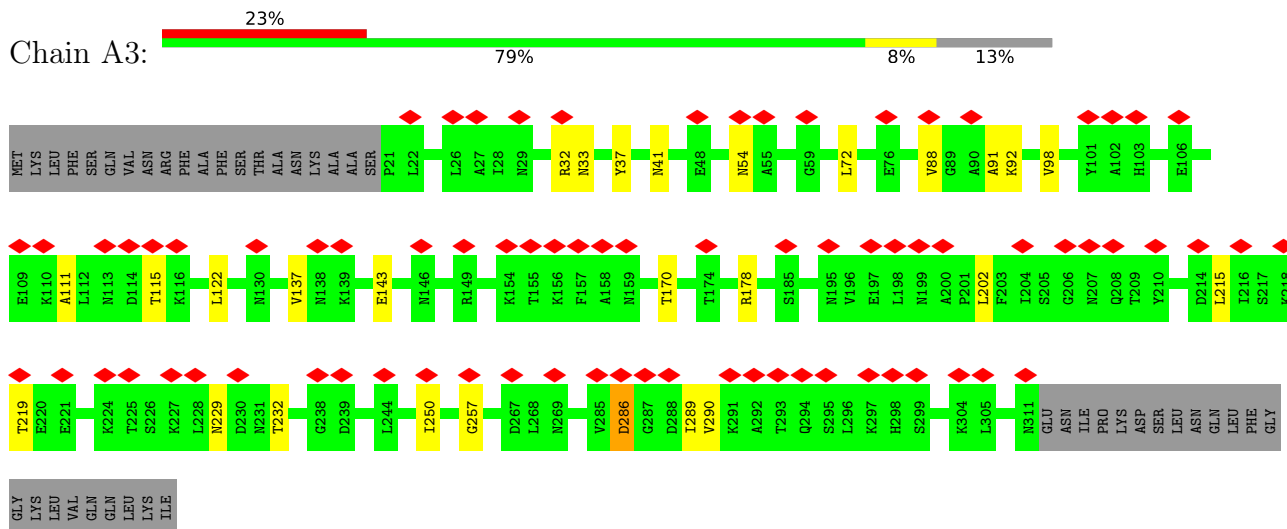 23%
Chain A3:
79% 8% 13%
MET LYS LEU PHE SER GLN VAL ASN ARG PHE ALA PHE SER THR ALA ASN LYS ALA ALA SER P21 L22 L26 A27 I28 N29 R32 N33 Y37 N41 E48 N54 A55 G59 L72 E76 V88 G89 A90 A91 K92 V98 Y101 A102 H103 E106
E109 K110 A111 L112 N113 D114 T115 K116 L122 N130 V137 N138 K139 E143 N146 R149 K154 T155 K156 F157 A158 N159 T170 T174 R178 S185 N195 V196 E197 L198 N199 A200 P201 L202 F203 I204 S205 G206 N207 Q208 T209 Y210 D214 L215 I216 S217 K218
T219 E220 E221 K224 T225 S226 K227 L228 N229 D230 N231 T232 G238 D239 L244 I250 G257 D267 L268 N269 V285 D286 G287 D288 I289 V290 K291 A292 T293 Q294 S295 L296 K297 H298 S299 K304 L305 N311 GLU ASN ILE PRO LYS ASP SER LEU ASN GLN LEU PHE GLY
GLY LYS LEU VAL GLN GLN LEU LYS ILE